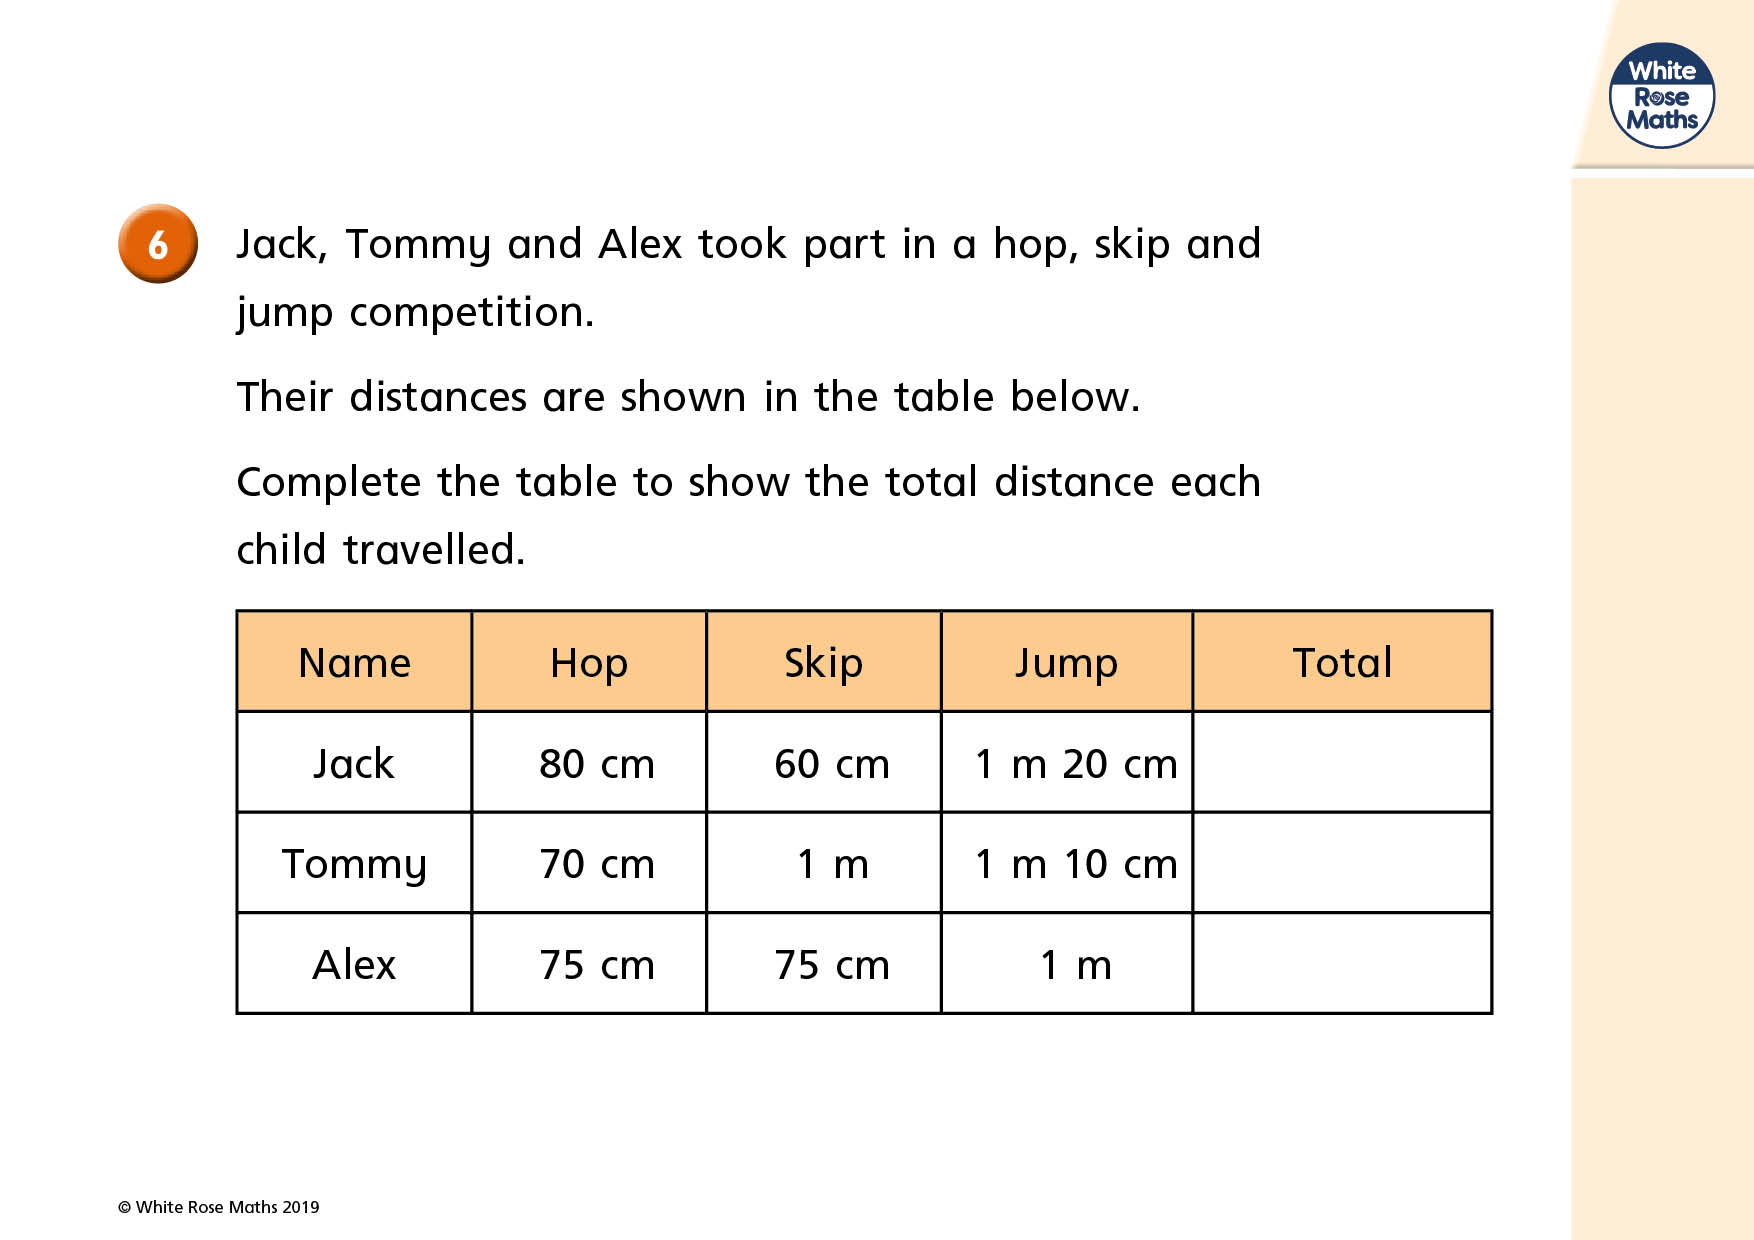 White
Rose
Maths
6 Jack, Tommy and Alex took part in a hop, skip and
jump competition.
Their distances are shown in the table below.
Complete the table to show the total distance each
child travelled.
Name Hop Skip Jump Total
Jack 80 cm 60 cm 1 m 20 cm
Tommy 70 cm 1 m 1 m 10 cm
Alex 75 cm 75 cm 1 m
© White Rose Maths 2019